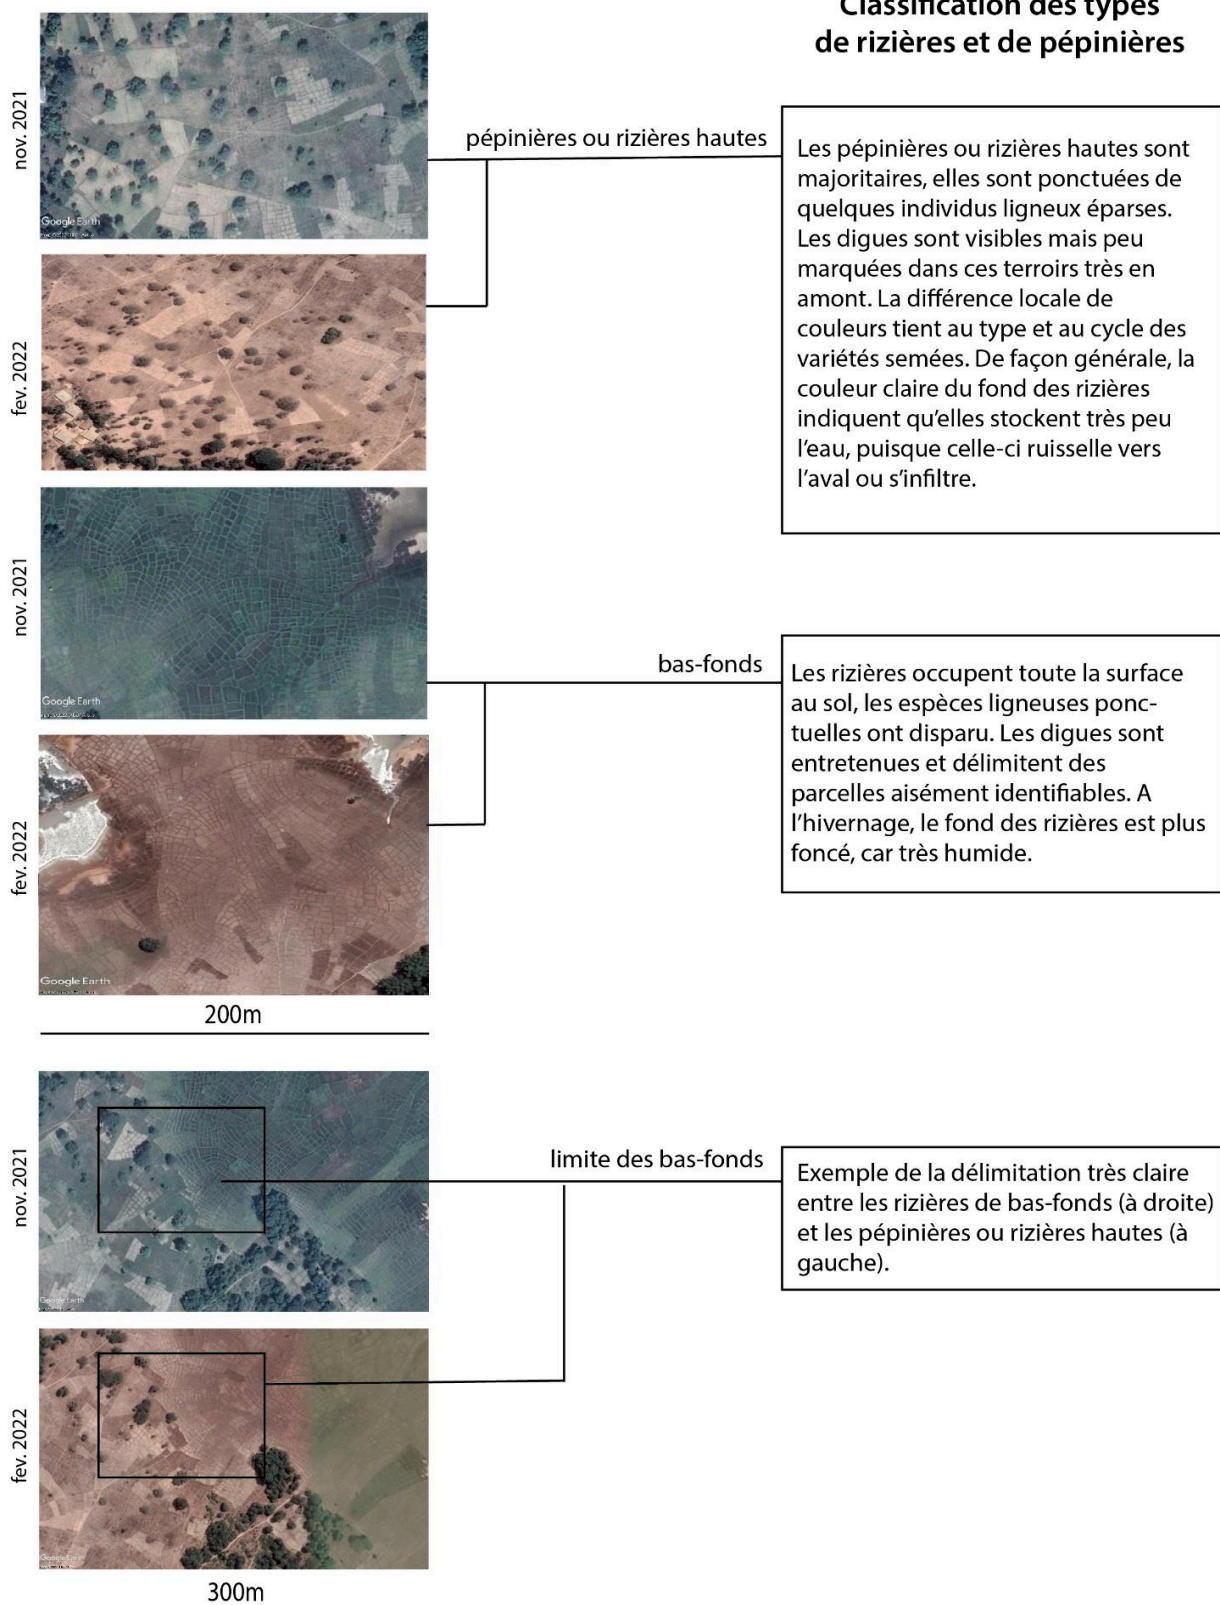 Classification des types
de rizières et de pépinières
nov. 2021
Google Earth
pépinières ou rizières hautes
Les pépinières ou rizières hautes sont
majoritaires, elles sont ponctuées de
quelques individus ligneux éparses.
Les digues sont visibles mais peu
marquées dans ces terroirs très en
amont. La différence locale de
couleurs tient au type et au cycle des
variétés semées. De façon générale, la
couleur claire du fond des rizières
indiquent qu'elles stockent très peu
l'eau, puisque celle-ci ruisselle vers
l'aval ou s'infiltre.
fev. 2022
nov. 2021
Google Earth
bas-fonds
Les rizières occupent toute la surface
au sol, les espèces ligneuses ponc-
tuelles ont disparu. Les digues sont
entretenues et délimitent des
parcelles aisément identifiables. A
l'hivernage, le fond des rizières est plus
foncé, car très humide.
fev. 2022
Google Earth
200m
nov. 2021
Google Earth
limite des bas-fonds
Exemple de la délimitation très claire
entre les rizières de bas-fonds (à droite)
et les pépinières ou rizières hautes (à
gauche).
fev. 2022
Google Earth
300m